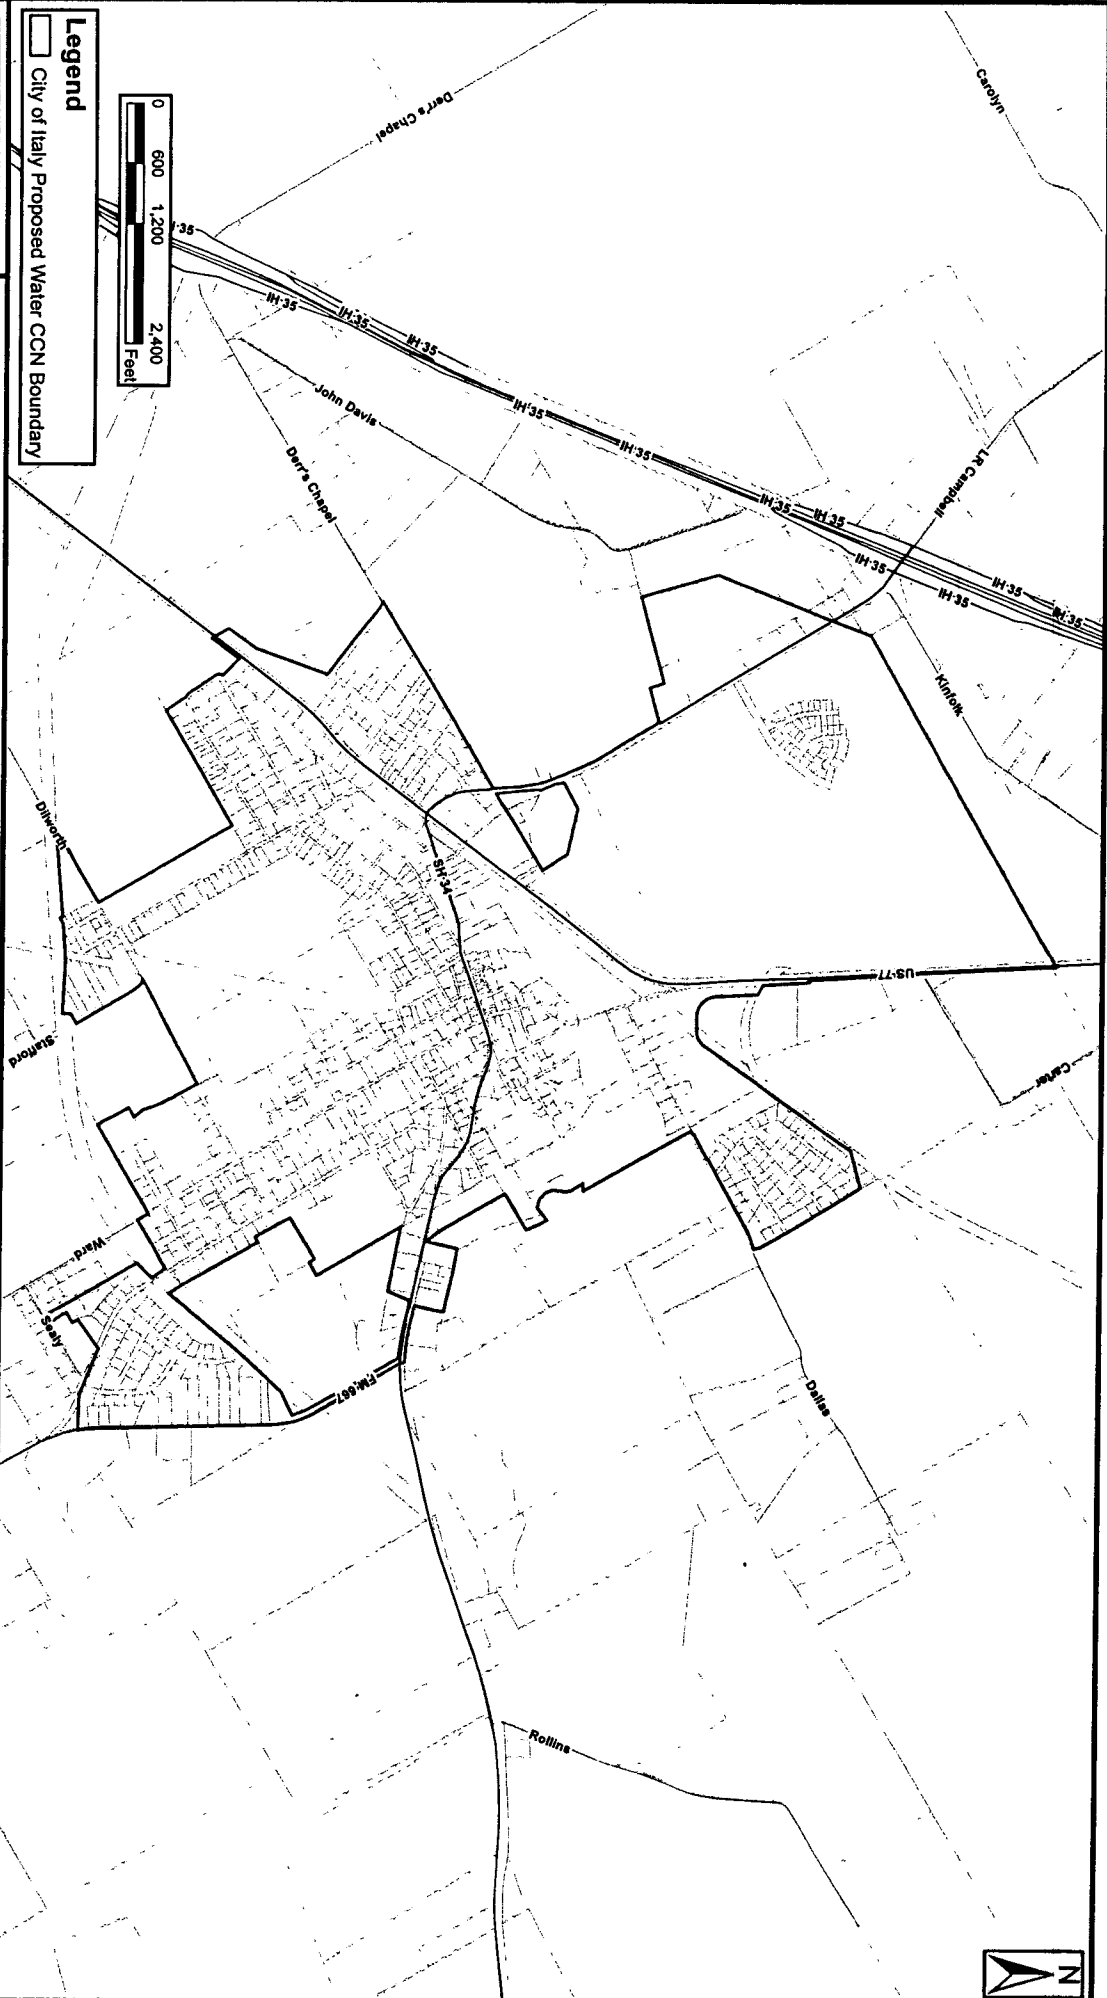 Legend
City of Italy Proposed Water CCN Boundary
0 600 1,200 2,400
Feet
N
Carolyn
Derr's Chapel
IH 35
IH 35
IH 35
IH 35
IH 35
IH 35
IH 35
IH 35
IH 35
IH 35
IH 35
IH 35
LR Campbell
John Davis
Derr's Chapel
Kinfolk
US 77
SH 34
Carter
Dilworth
Stafford
Ward
Sealy
FM 667
Dallas
Rollins